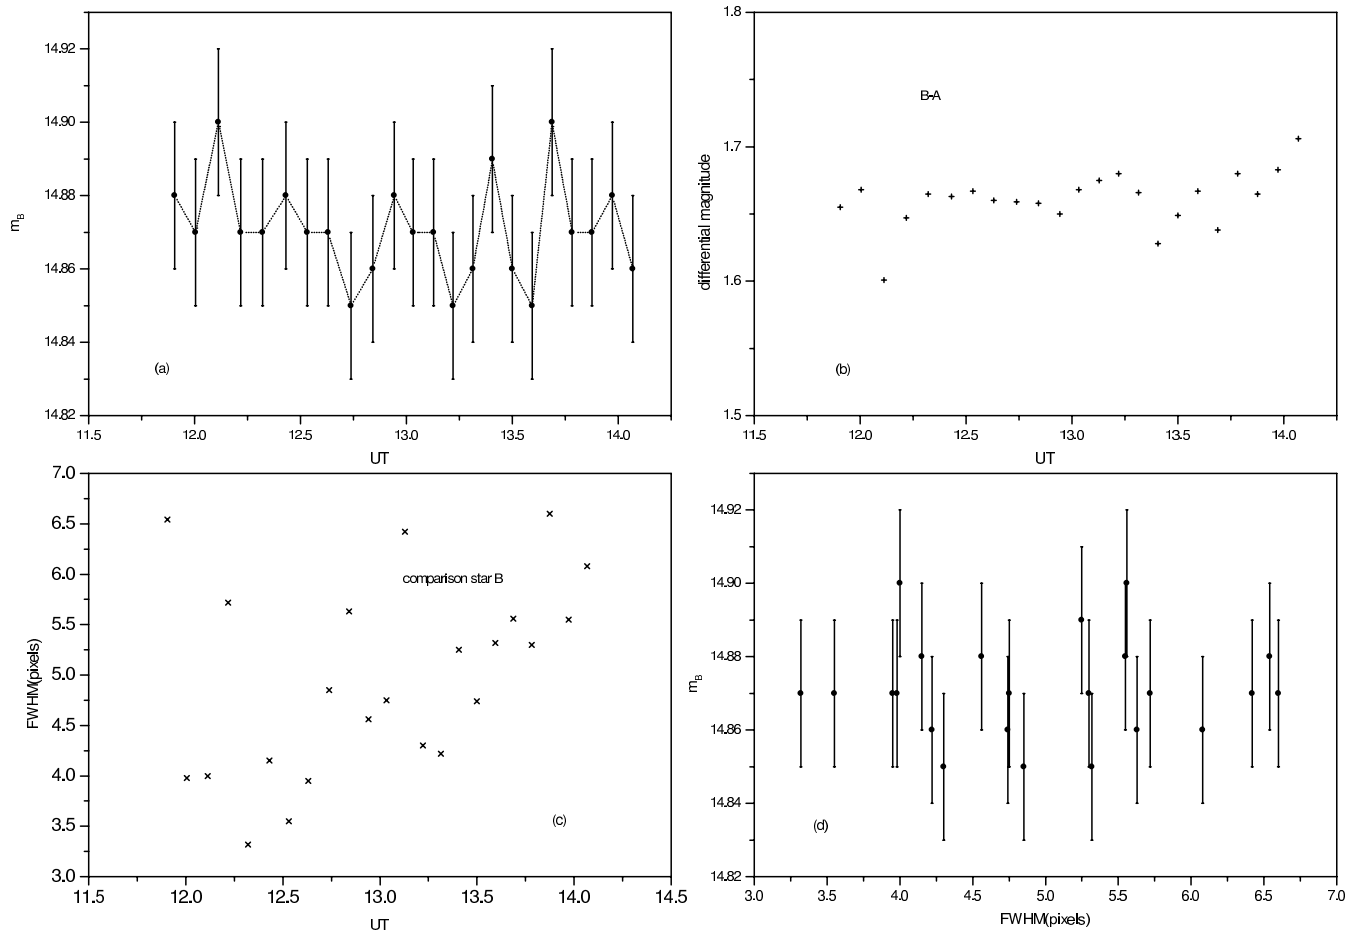 14.92
14.90
14.88
14.86
14.84
14.82
m_B
(a)
11.5 12.0 12.5 13.0 13.5 14.0
UT
1.8
1.7
1.6
1.5
differential magnitude
B-A
(b)
11.5 12.0 12.5 13.0 13.5 14.0
UT
7.0
6.5
6.0
5.5
5.0
4.5
4.0
3.5
3.0
FWHM(pixels)
comparison star B
(c)
11.5 12.0 12.5 13.0 13.5 14.0 14.5
UT
14.92
14.90
14.88
14.86
14.84
14.82
m_B
(d)
3.0 3.5 4.0 4.5 5.0 5.5 6.0 6.5 7.0
FWHM(pixels)